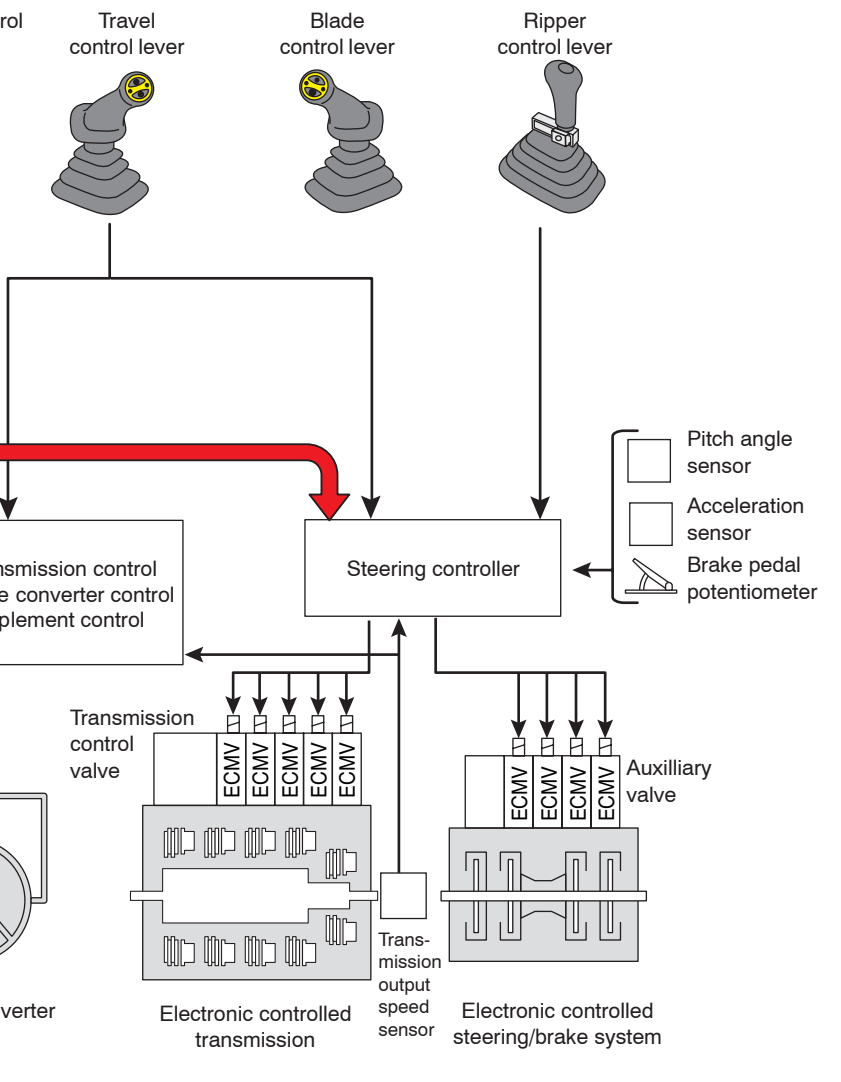 rol
Travel
control lever
Blade
control lever
Ripper
control lever
Pitch angle
sensor
Acceleration
sensor
Brake pedal
potentiometer
nsmission control
e converter control
plement control
Steering controller
Transmission
control
valve
ECMV
ECMV
ECMV
ECMV
ECMV
ECMV
ECMV
ECMV
ECMV
Auxilliary
valve
Trans-
mission
output
speed
sensor
verter
Electronic controlled
transmission
Electronic controlled
steering/brake system